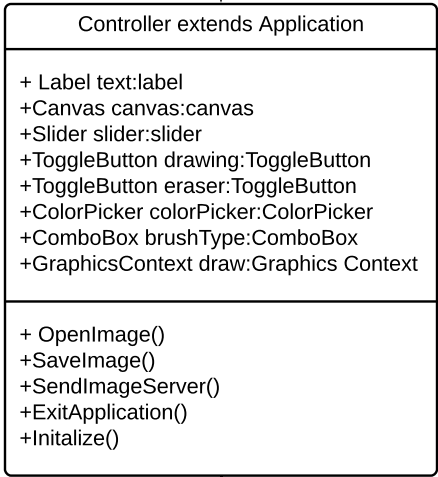 Controller extends Application
+ Label text:label
+Canvas canvas:canvas
+Slider slider:slider
+ToggleButton drawing:ToggleButton
+ToggleButton eraser:ToggleButton
+ColorPicker colorPicker:ColorPicker
+ComboBox brushType:ComboBox
+GraphicsContext draw:Graphics Context
+ OpenImage()
+SaveImage()
+SendImageServer()
+ExitApplication()
+Initalize()